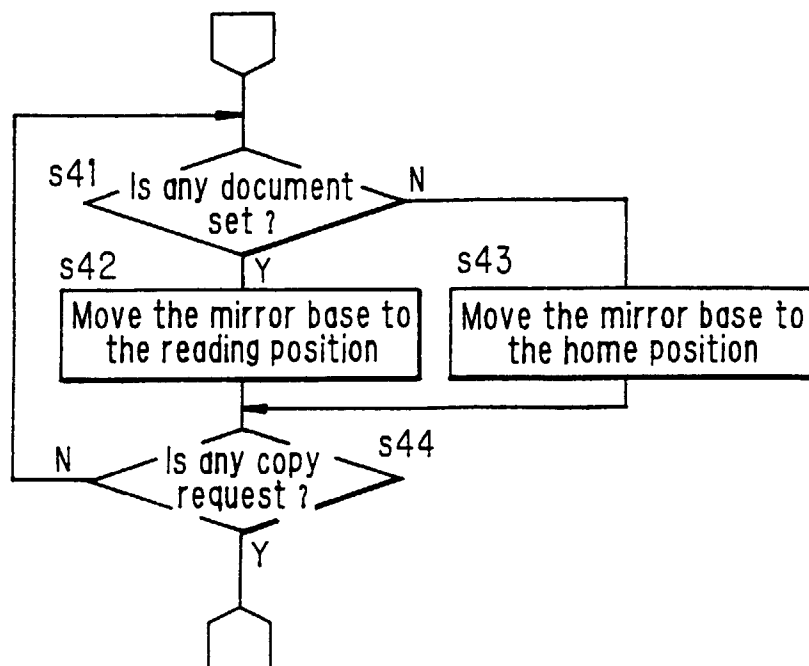 s41
Is any document
set ?
N
Y
s42
Move the mirror base to
the reading position
s43
Move the mirror base to
the home position
s44
Is any copy
request ?
N
Y